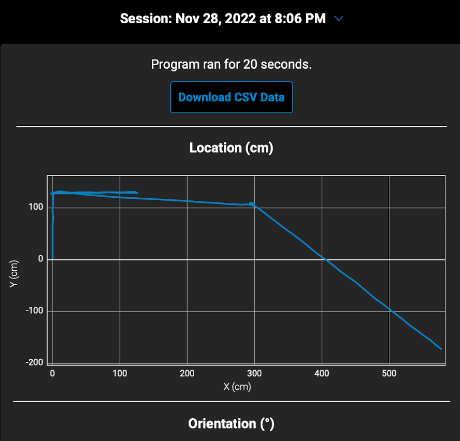 Session: Nov 28, 2022 at 8:06 PM
Program ran for 20 seconds.
Download CSV Data
Location (cm)
Y (cm)
100
0
-100
-200
0 100 200 300 400 500
X (cm)
Orientation (°)